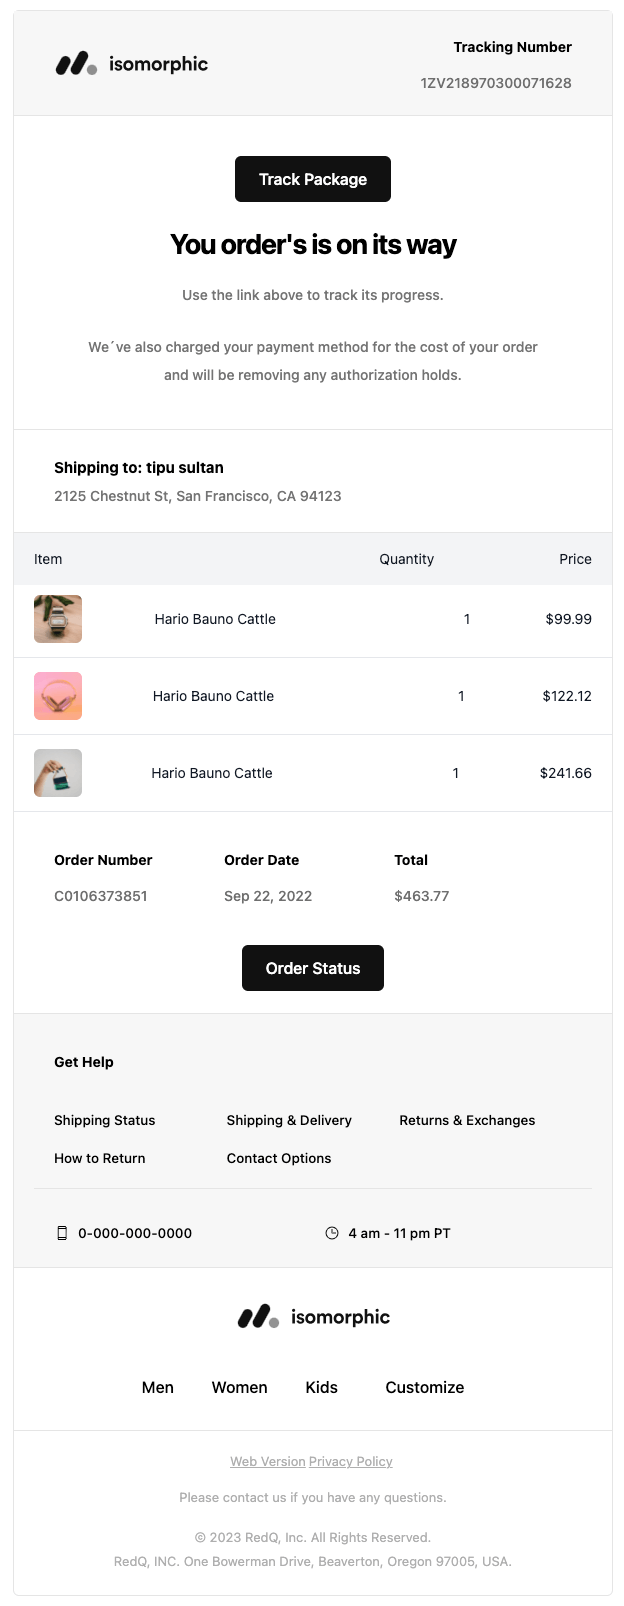 isomorphic
Tracking Number
1ZV218970300071628
Track Package
You order's is on its way
Use the link above to track its progress.
We´ve also charged your payment method for the cost of your order
and will be removing any authorization holds.
Shipping to: tipu sultan
2125 Chestnut St, San Francisco, CA 94123
Item Quantity Price
Hario Bauno Cattle 1 $99.99
Hario Bauno Cattle 1 $122.12
Hario Bauno Cattle 1 $241.66
Order Number Order Date Total
C0106373851 Sep 22, 2022 $463.77
Order Status
Get Help
Shipping Status Shipping & Delivery Returns & Exchanges
How to Return Contact Options
0-000-000-0000 4 am - 11 pm PT
isomorphic
Men Women Kids Customize
Web Version Privacy Policy
Please contact us if you have any questions.
© 2023 RedQ, Inc. All Rights Reserved.
RedQ, INC. One Bowerman Drive, Beaverton, Oregon 97005, USA.